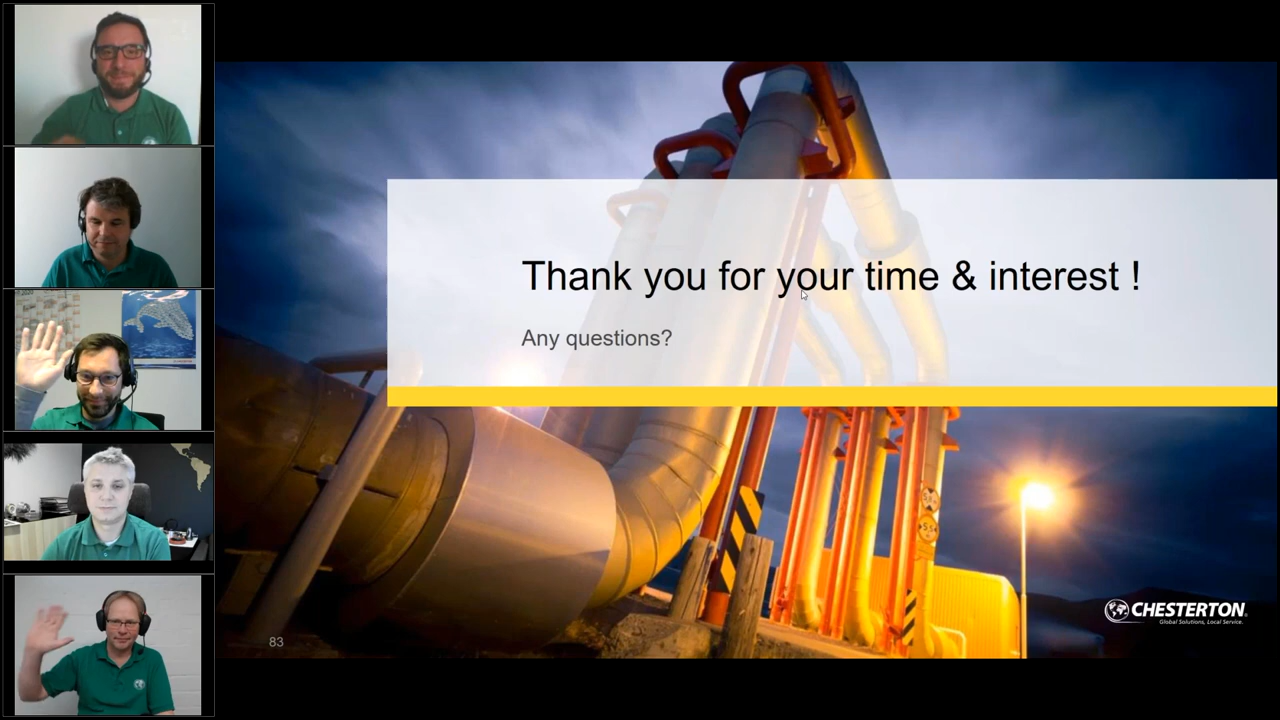 Thank you for your time & interest !
Any questions?
CHESTERTON
Global Solutions, Local Service.
83